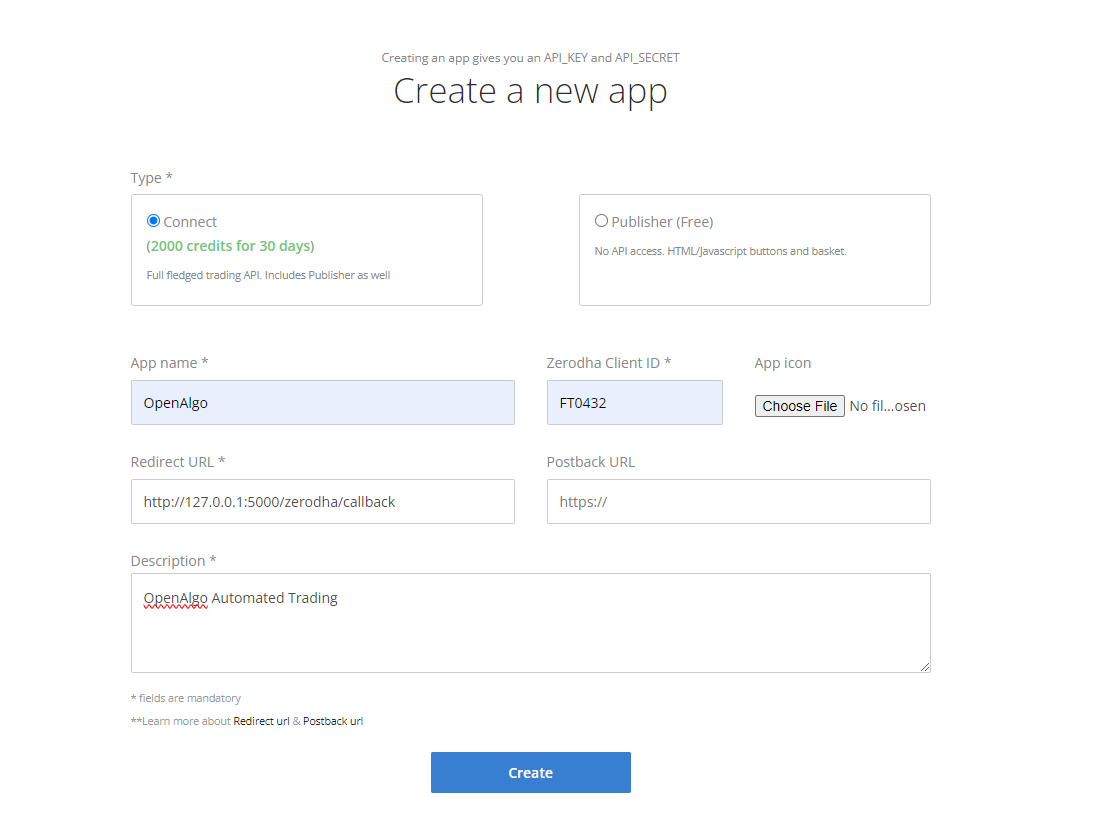 Creating an app gives you an API_KEY and API_SECRET
Create a new app
Type *
Connect
(2000 credits for 30 days)
Full fledged trading API. Includes Publisher as well
Publisher (Free)
No API access. HTML/Javascript buttons and basket.
App name *
OpenAlgo
Zerodha Client ID *
FT0432
App icon
Choose File No fil...osen
Redirect URL *
http://127.0.0.1:5000/zerodha/callback
Postback URL
https://
Description *
OpenAlgo Automated Trading
* fields are mandatory
**Learn more about Redirect url & Postback url
Create